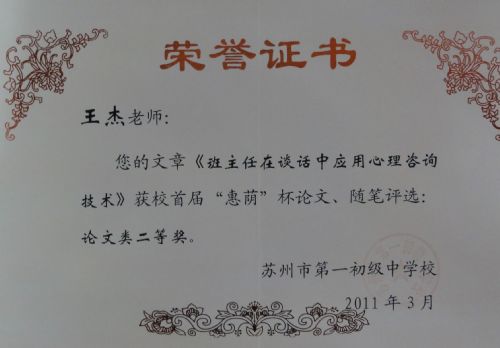 荣誉证书
王杰老师:
您的文章《班主任在谈话中应用心理咨询
技术》获校首届“惠荫”杯论文、随笔评选:
论文类二等奖。
苏州市第一初级中学校
2011年3月